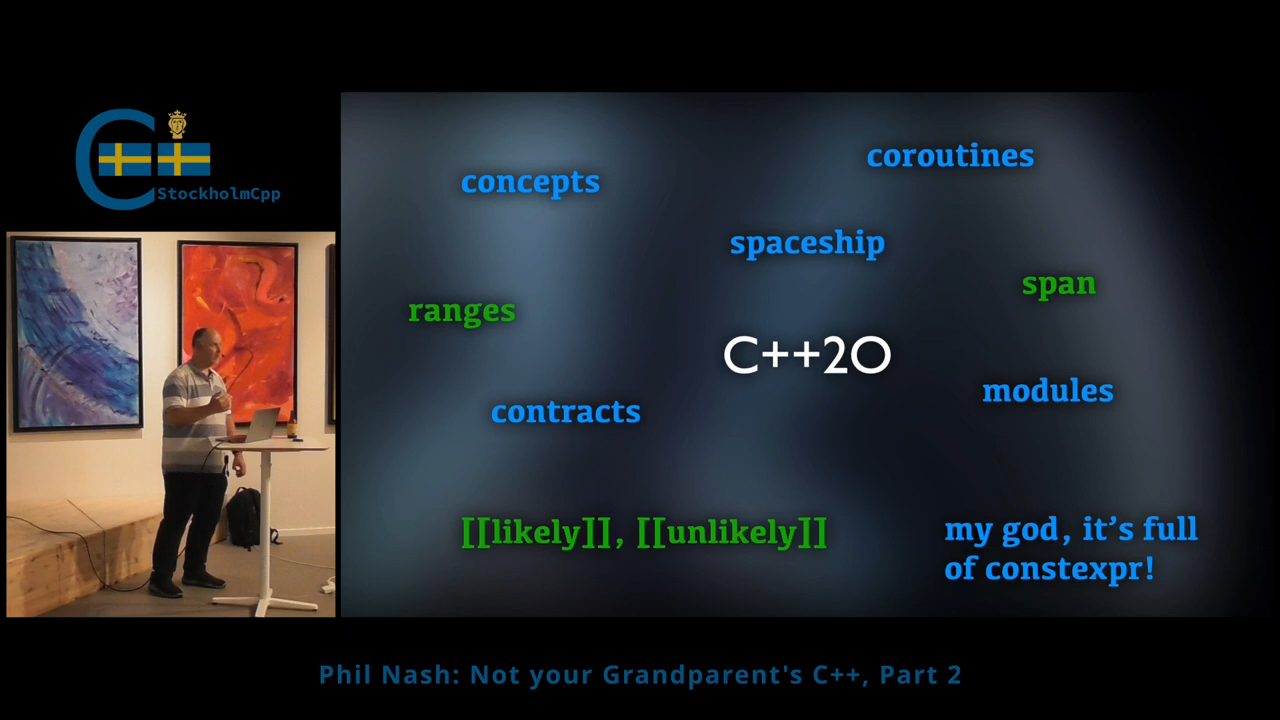 StockholmCpp
concepts
coroutines
spaceship
span
ranges
C++20
modules
contracts
[[likely]], [[unlikely]]
my god, it’s full
of constexpr!
Phil Nash: Not your Grandparent's C++, Part 2